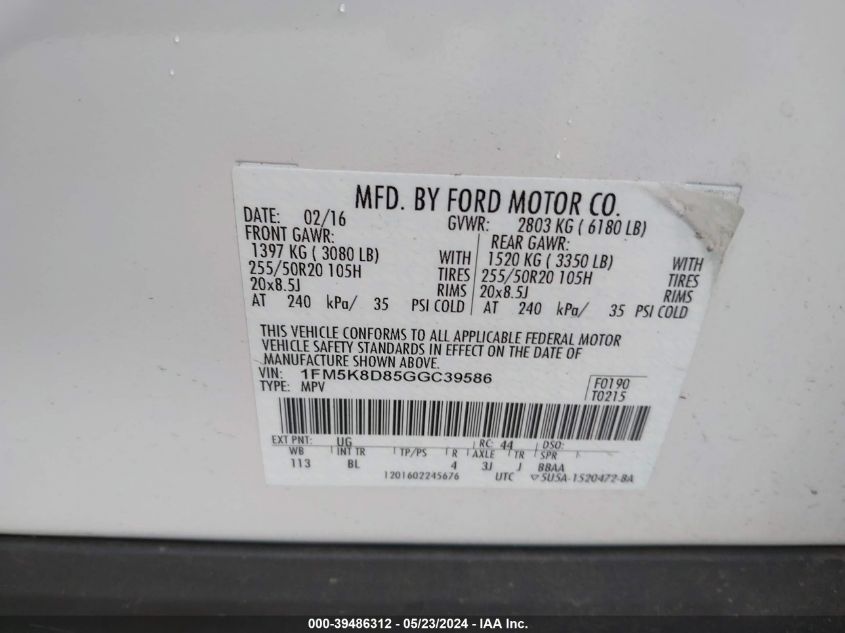 MFD. BY FORD MOTOR CO.
DATE: 02/16 GVWR: 2803 KG ( 6180 LB)
FRONT GAWR: REAR GAWR:
1397 KG ( 3080 LB) WITH 1520 KG ( 3350 LB) WITH
255/50R20 105H TIRES 255/50R20 105H TIRES
20x8.5J RIMS 20x8.5J RIMS
AT 240 kPa/ 35 PSI COLD AT 240 kPa/ 35 PSI COLD
THIS VEHICLE CONFORMS TO ALL APPLICABLE FEDERAL MOTOR
VEHICLE SAFETY STANDARDS IN EFFECT ON THE DATE OF
MANUFACTURE SHOWN ABOVE.
VIN: 1FM5K8D85GGC39586
TYPE: MPV
F0190
T0215
EXT PNT: UG RC: 44 DSO:
WB INT TR TP/PS R AXLE TR SPR
113 BL 4 3J J BBAA
1201602245676 UTC ▽5U5A-1520472-BA
000-39486312 / 05/23/2024 - IAA Inc.